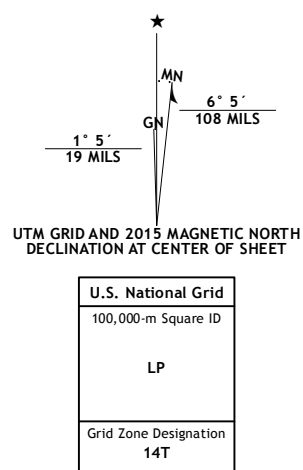 ★
MN
GN
6° 5´
108 MILS
1° 5´
19 MILS
UTM GRID AND 2015 MAGNETIC NORTH
DECLINATION AT CENTER OF SHEET
U.S. National Grid
100,000-m Square ID
LP
Grid Zone Designation
14T